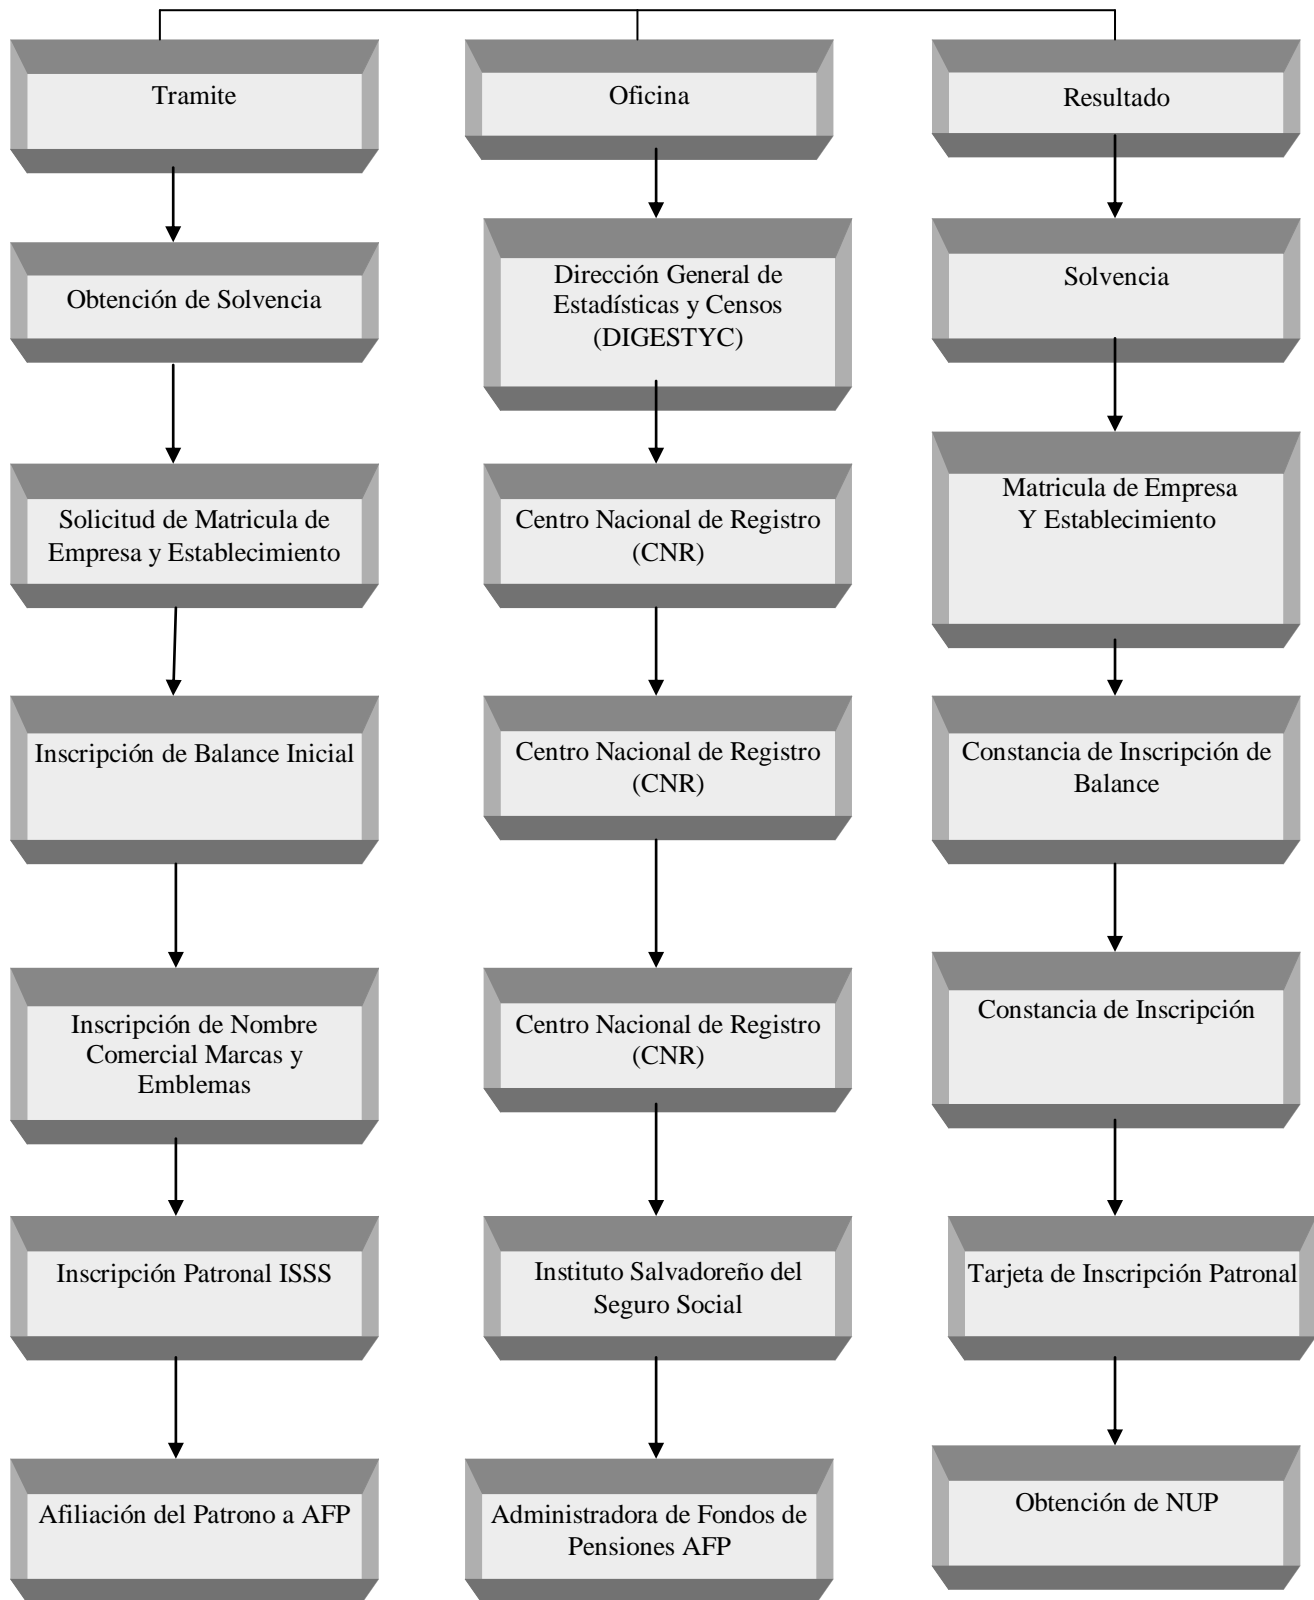 Tramite
Oficina
Resultado
Obtención de Solvencia
Dirección General de
Estadísticas y Censos
(DIGESTYC)
Solvencia
Solicitud de Matricula de
Empresa y Establecimiento
Centro Nacional de Registro
(CNR)
Matricula de Empresa
Y Establecimiento
Inscripción de Balance Inicial
Centro Nacional de Registro
(CNR)
Constancia de Inscripción de
Balance
Inscripción de Nombre
Comercial Marcas y
Emblemas
Centro Nacional de Registro
(CNR)
Constancia de Inscripción
Inscripción Patronal ISSS
Instituto Salvadoreño del
Seguro Social
Tarjeta de Inscripción Patronal
Afiliación del Patrono a AFP
Administradora de Fondos de
Pensiones AFP
Obtención de NUP